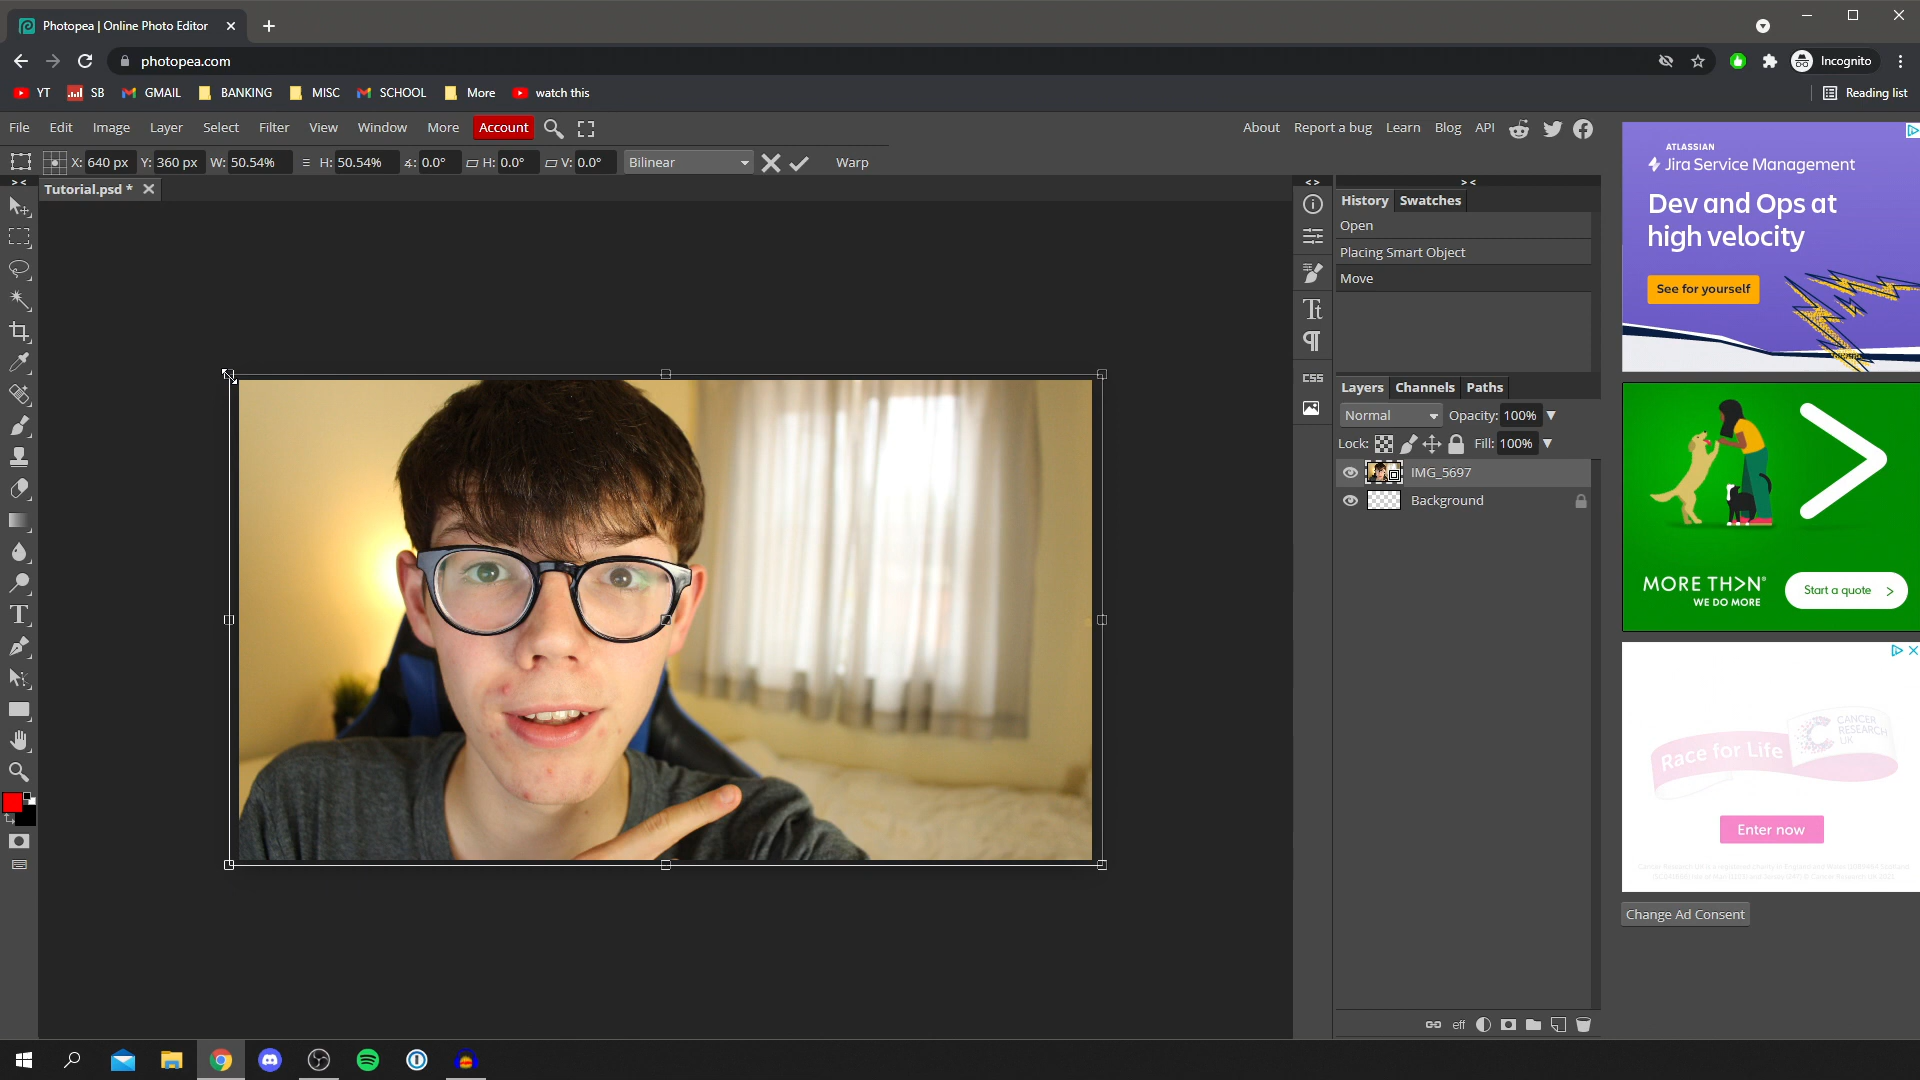 Photopea | Online Photo Editor
photopea.com
Incognito
YT
SB
GMAIL
BANKING
MISC
SCHOOL
More
watch this
Reading list
File Edit Image Layer Select Filter View Window More Account
About Report a bug Learn Blog API
X: 640 px Y: 360 px W: 50.54% H: 50.54% 0.0° H: 0.0° V: 0.0° Bilinear Warp
Tutorial.psd *
History Swatches
Open
Placing Smart Object
Move
CSS
Layers Channels Paths
Normal Opacity: 100%
Lock: Fill: 100%
IMG_5697
Background
eff
ATLASSIAN
Jira Service Management
Dev and Ops at
high velocity
See for yourself
MORE TH>N
WE DO MORE
Start a quote >
CANCER
RESEARCH
UK
Race for Life
Enter now
Change Ad Consent